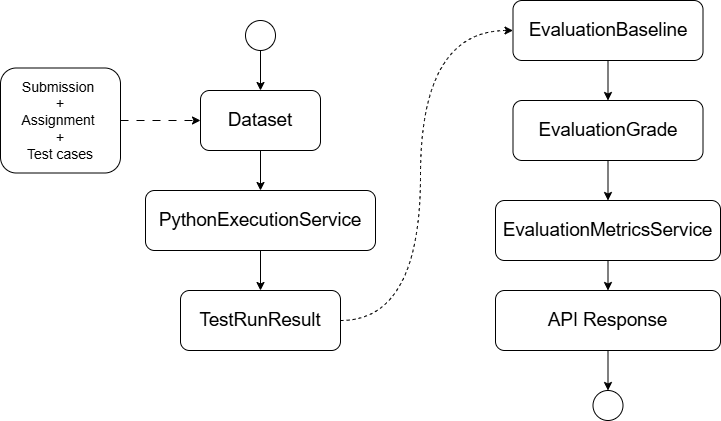 Submission
+
Assignment
+
Test cases
Dataset
PythonExecutionService
TestRunResult
EvaluationBaseline
EvaluationGrade
EvaluationMetricsService
API Response